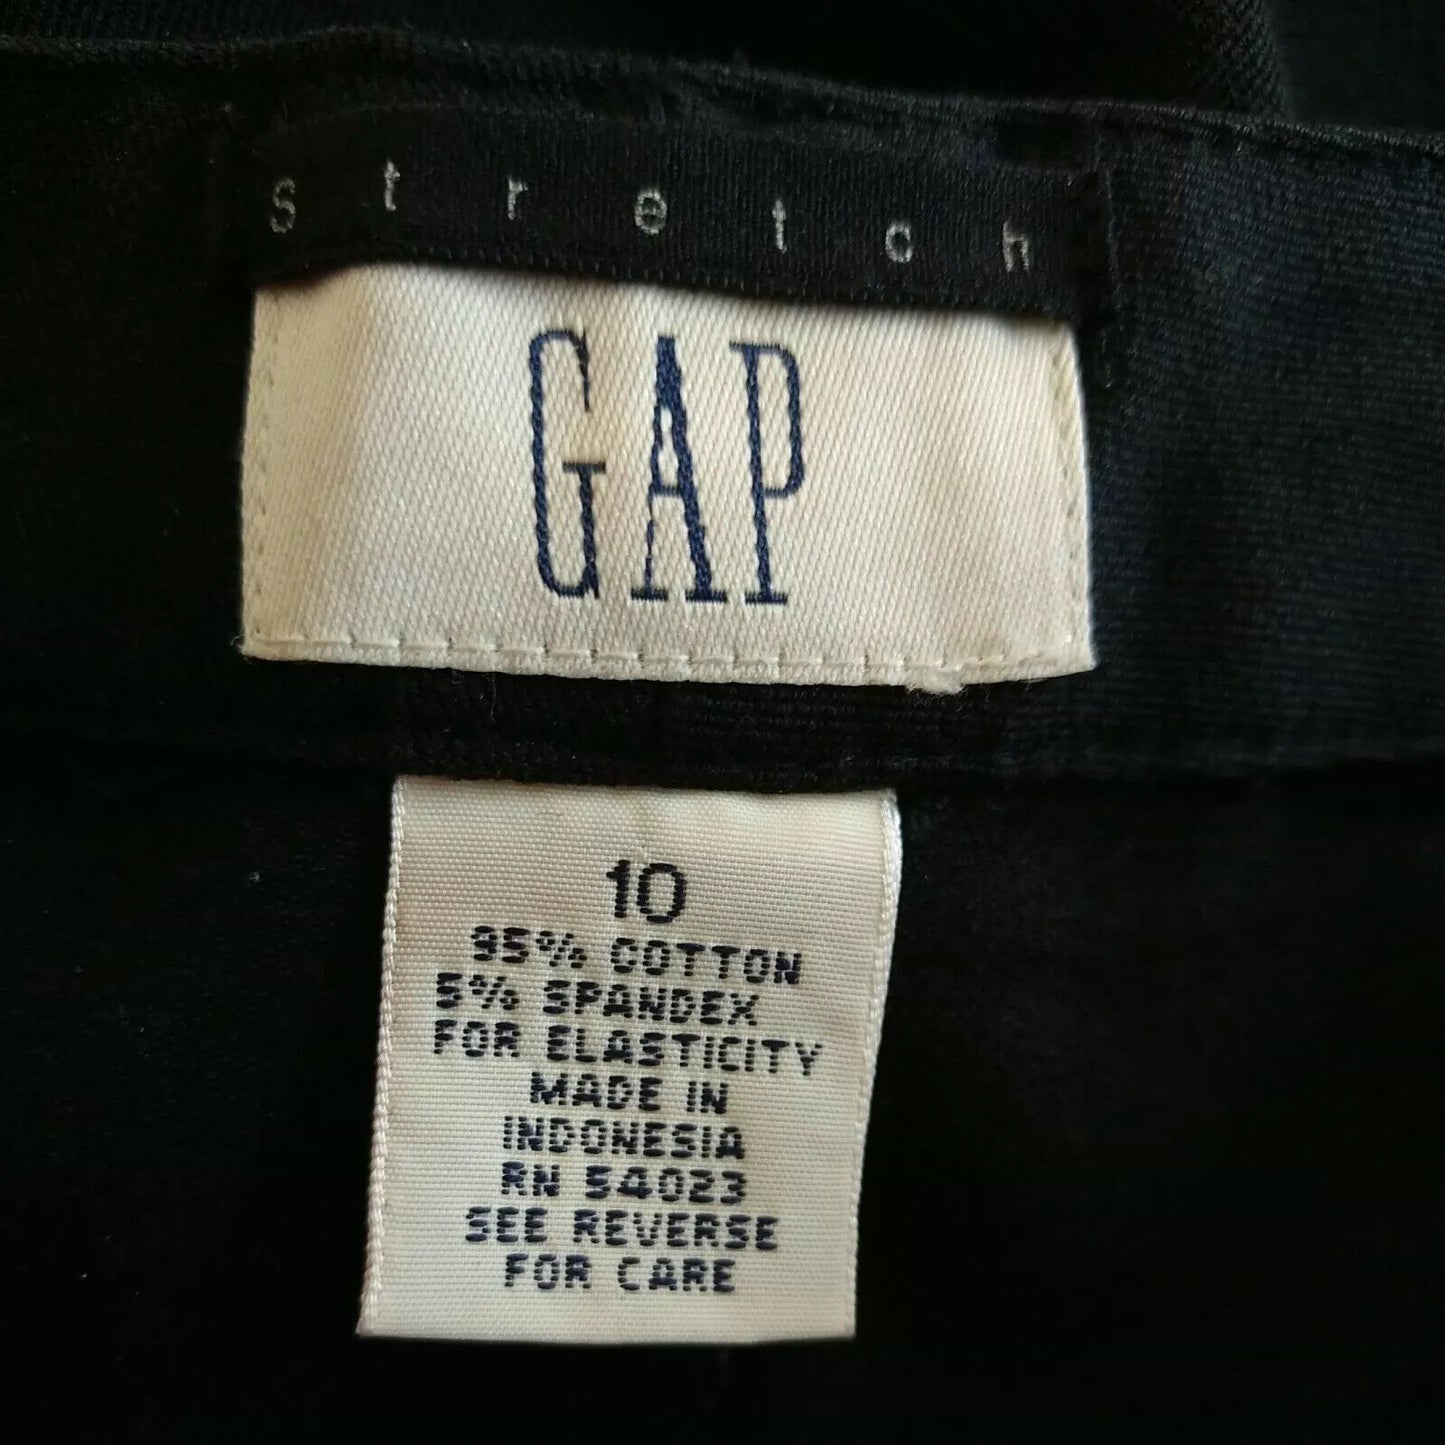 stretch
GAP
10
95% COTTON
5% SPANDEX
FOR ELASTICITY
MADE IN
INDONESIA
RN 54023
SEE REVERSE
FOR CARE